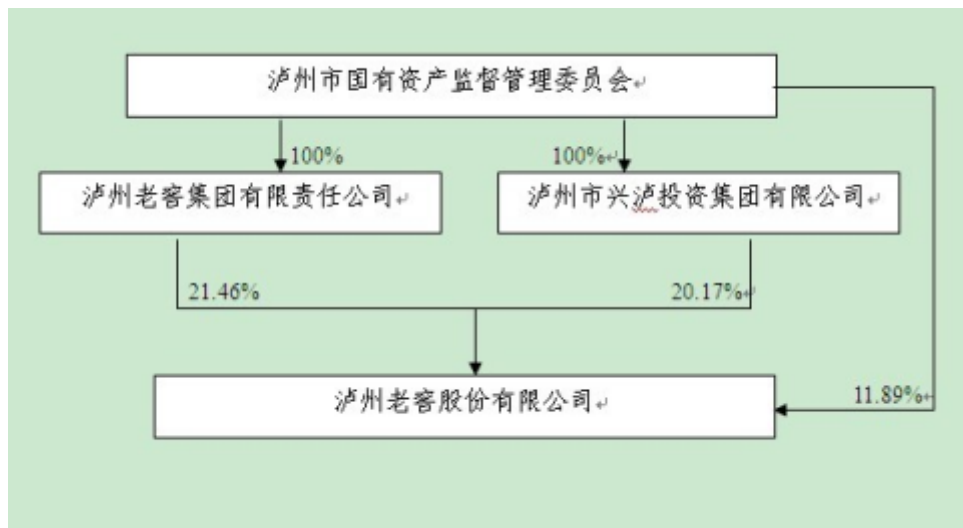 泸州市国有资产监督管理委员会
100%
100%
泸州老窖集团有限责任公司
泸州市兴泸投资集团有限公司
21.46%
20.17%
泸州老窖股份有限公司
11.89%